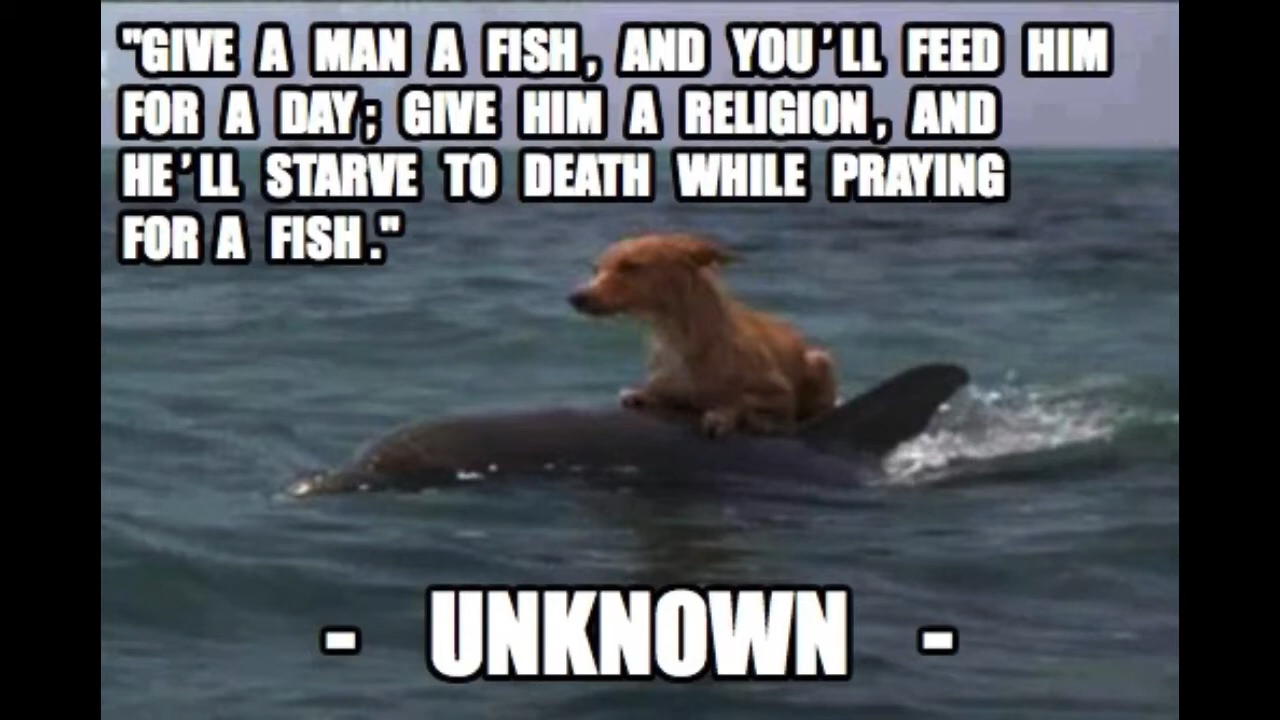 "GIVE A MAN A FISH, AND YOU'LL FEED HIM
FOR A DAY; GIVE HIM A RELIGION, AND
HE'LL STARVE TO DEATH WHILE PRAYING
FOR A FISH."
- UNKNOWN -